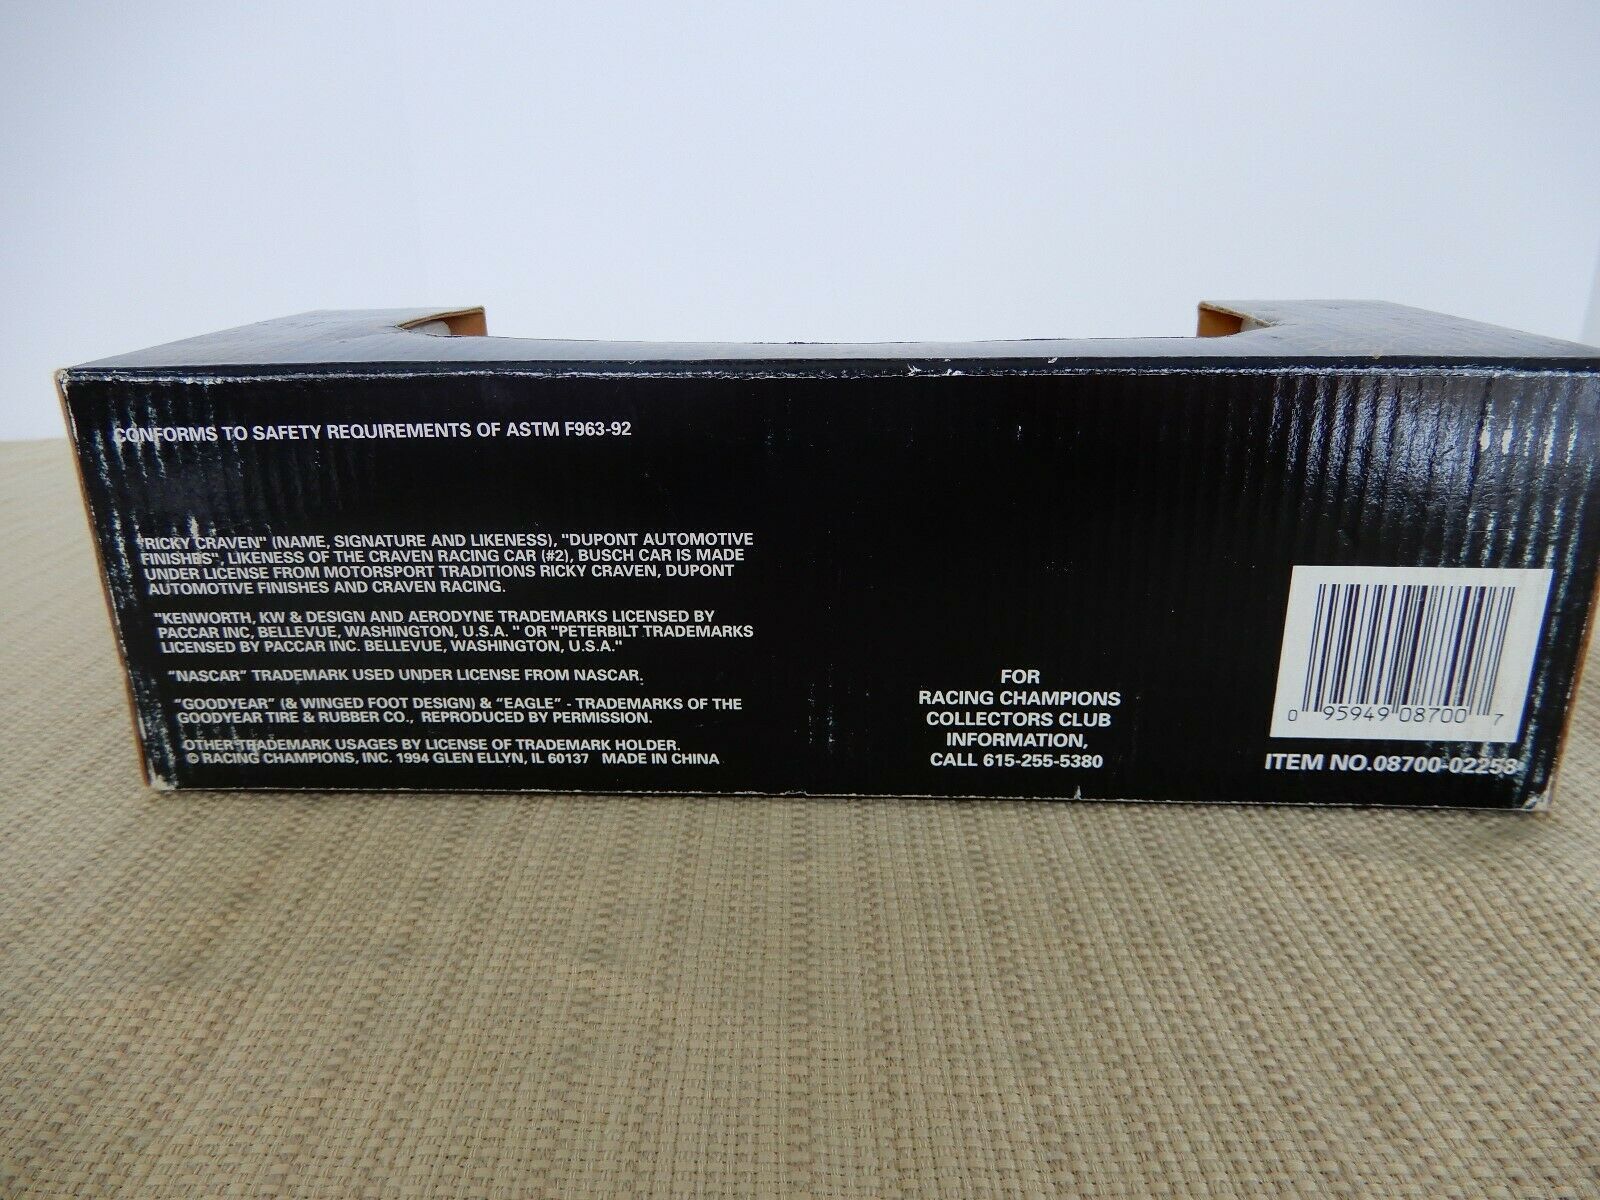 CONFORMS TO SAFETY REQUIREMENTS OF ASTM F963-92
"RICKY CRAVEN" (NAME, SIGNATURE AND LIKENESS), "DUPONT AUTOMOTIVE
FINISHES", LIKENESS OF THE CRAVEN RACING CAR (#2), BUSCH CAR IS MADE
UNDER LICENSE FROM MOTORSPORT TRADITIONS RICKY CRAVEN, DUPONT
AUTOMOTIVE FINISHES AND CRAVEN RACING.
"KENWORTH, KW & DESIGN AND AERODYNE TRADEMARKS LICENSED BY
PACCAR INC, BELLEVUE, WASHINGTON, U.S.A. " OR "PETERBILT TRADEMARKS
LICENSED BY PACCAR INC. BELLEVUE, WASHINGTON, U.S.A."
"NASCAR" TRADEMARK USED UNDER LICENSE FROM NASCAR.
"GOODYEAR" (& WINGED FOOT DESIGN) & "EAGLE" - TRADEMARKS OF THE
GOODYEAR TIRE & RUBBER CO., REPRODUCED BY PERMISSION.
OTHER TRADEMARK USAGES BY LICENSE OF TRADEMARK HOLDER.
© RACING CHAMPIONS, INC. 1994 GLEN ELLYN, IL 60137 MADE IN CHINA
FOR
RACING CHAMPIONS
COLLECTORS CLUB
INFORMATION,
CALL 615-255-5380
0 95949 08700 7
ITEM NO.08700-02258